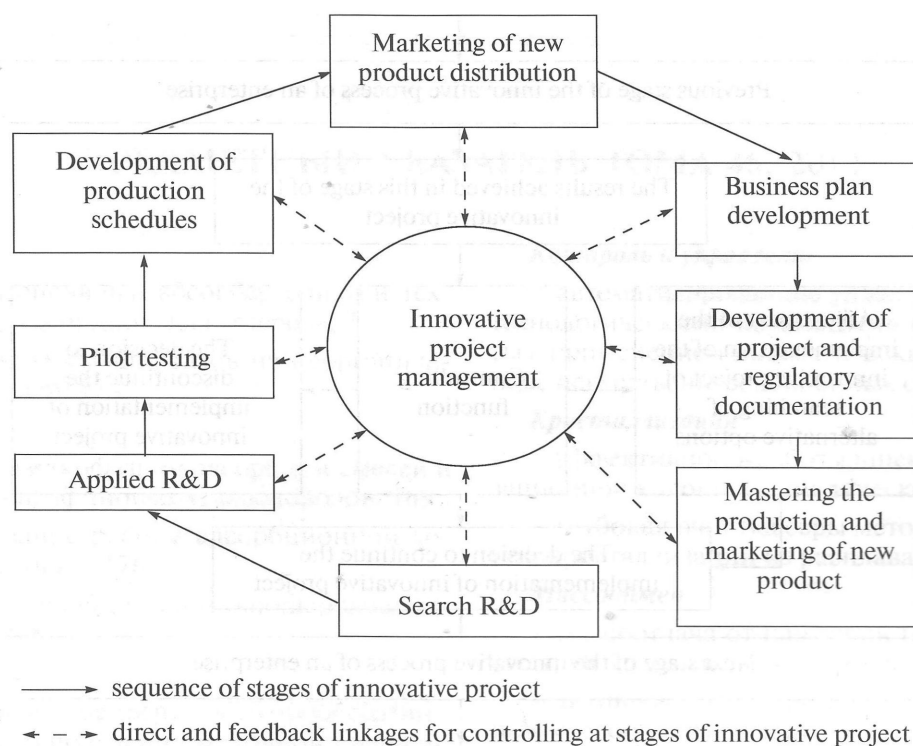 Marketing of new
product distribution
Development of
production
schedules
Business plan
development
Innovative
project
management
Pilot testing
Development of
project and
regulatory
documentation
Applied R&D
Mastering the
production and
marketing of new
product
Search R&D
sequence of stages of innovative project
direct and feedback linkages for controlling at stages of innovative project